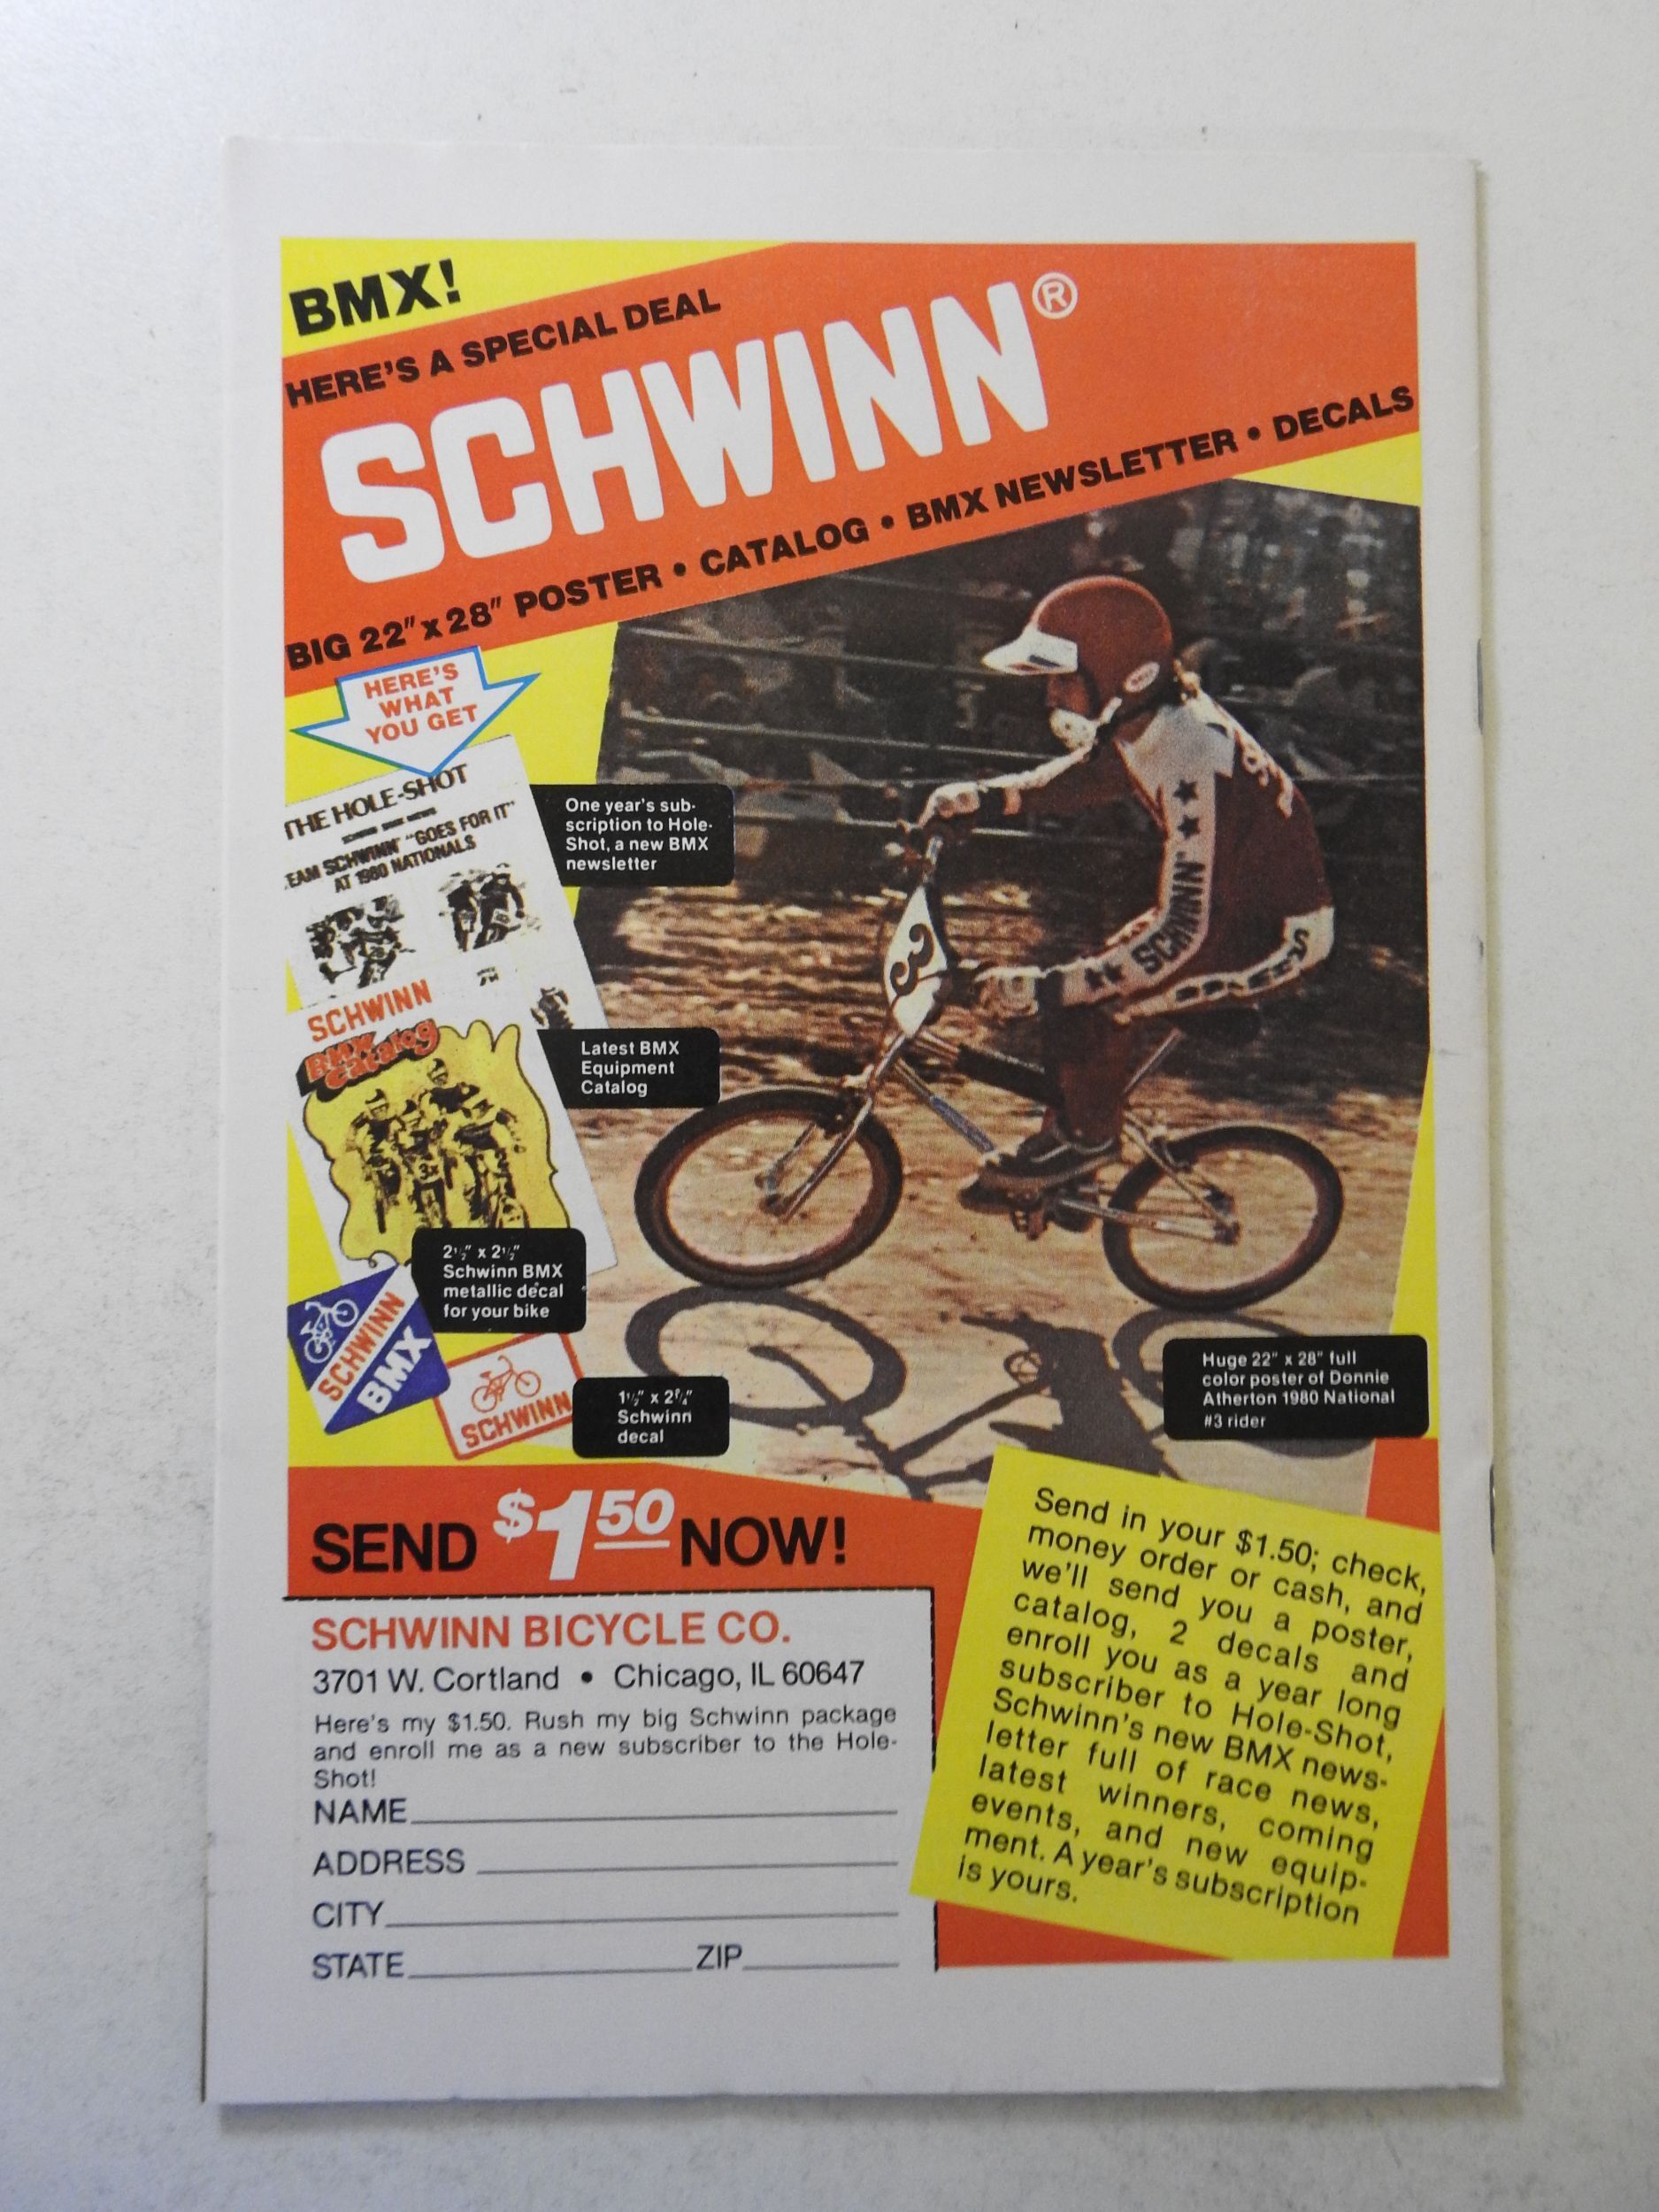 BMX!
HERE'S A SPECIAL DEAL
SCHWINN®
BIG 22" x 28" POSTER • CATALOG • BMX NEWSLETTER • DECALS
HERE'S
WHAT
YOU GET
THE HOLE-SHOT
EAM SCHWINN "GOES FOR IT"
AT 1980 NATIONALS
One year's sub-
scription to Hole-
Shot, a new BMX
newsletter
SCHWINN
BMX
Catalog
Latest BMX
Equipment
Catalog
2½" x 2½"
Schwinn BMX
metallic decal
for your bike
SCHWINN
BMX
SCHWINN
1½" x 2¼"
Schwinn
decal
BELL
3
SCHWINN
Huge 22" x 28" full
color poster of Donnie
Atherton 1980 National
#3 rider
SEND $1.50 NOW!
SCHWINN BICYCLE CO.
3701 W. Cortland • Chicago, IL 60647
Here's my $1.50. Rush my big Schwinn package
and enroll me as a new subscriber to the Hole-
Shot!
NAME
ADDRESS
CITY
STATE ZIP
Send in your $1.50; check,
money order or cash, and
we'll send you a poster,
catalog, 2 decals and
enroll you as a year long
subscriber to Hole-Shot,
Schwinn's new BMX news-
letter full of race news,
latest winners, coming
events, and new equip-
ment. A year's subscription
is yours.